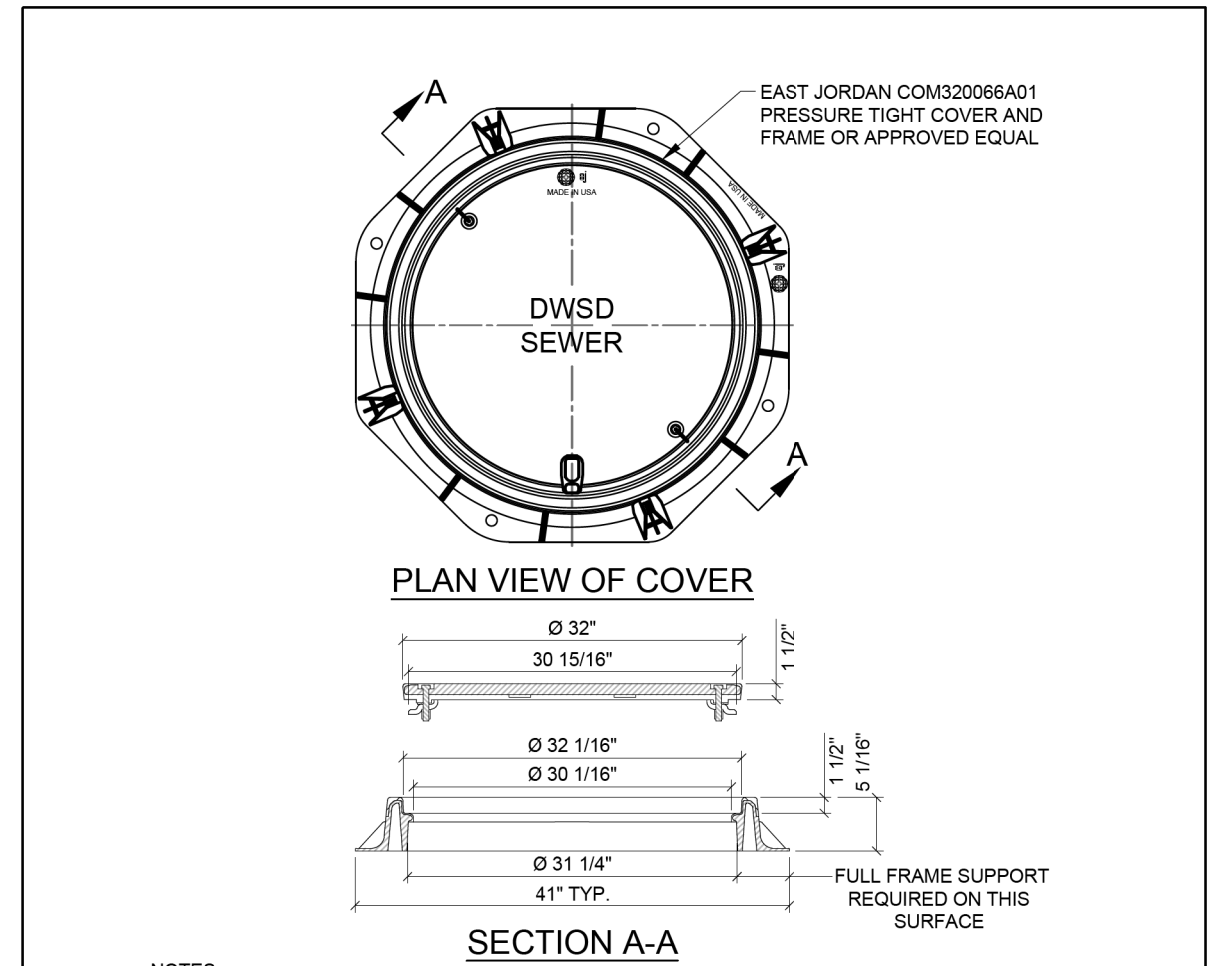 A
EAST JORDAN COM320066A01
PRESSURE TIGHT COVER AND
FRAME OR APPROVED EQUAL
ej
MADE IN USA
MADE IN USA
ej
DWSD
SEWER
A
PLAN VIEW OF COVER
Ø 32"
30 15/16"
1 1/2"
Ø 32 1/16"
Ø 30 1/16"
1 1/2"
5 1/16"
Ø 31 1/4"
41" TYP.
FULL FRAME SUPPORT
REQUIRED ON THIS
SURFACE
SECTION A-A